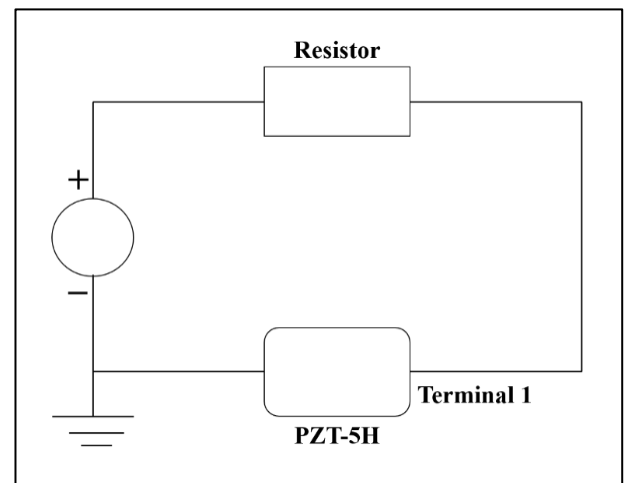 Resistor
+
−
Terminal 1
PZT-5H